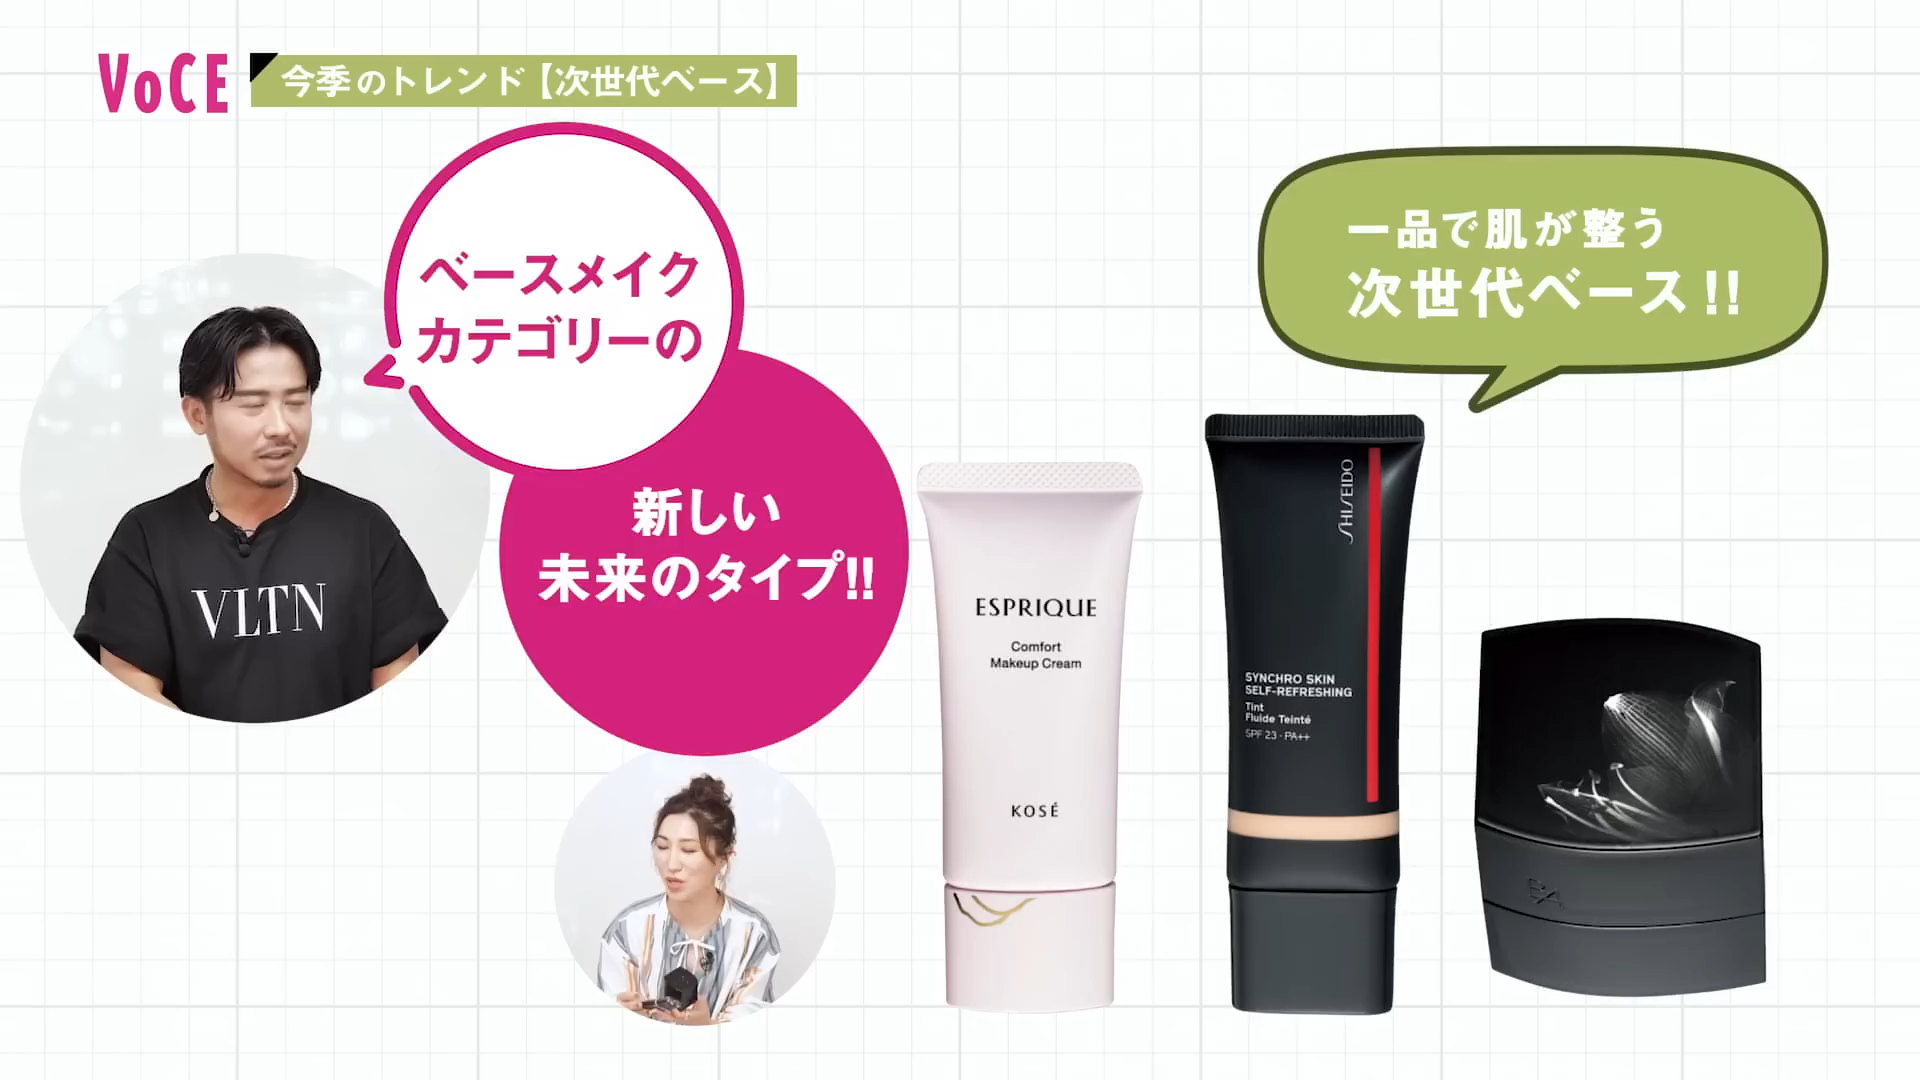 VoCE
今季のトレンド【次世代ベース】
ベースメイク
カテゴリーの
新しい
未来のタイプ!!
一品で肌が整う
次世代ベース!!
VLTN
ESPRIQUE
Comfort
Makeup Cream
KOSÉ
SHISEIDO
SYNCHRO SKIN
SELF-REFRESHING
Tint
Fluide Teinté
SPF 23・PA++
BA